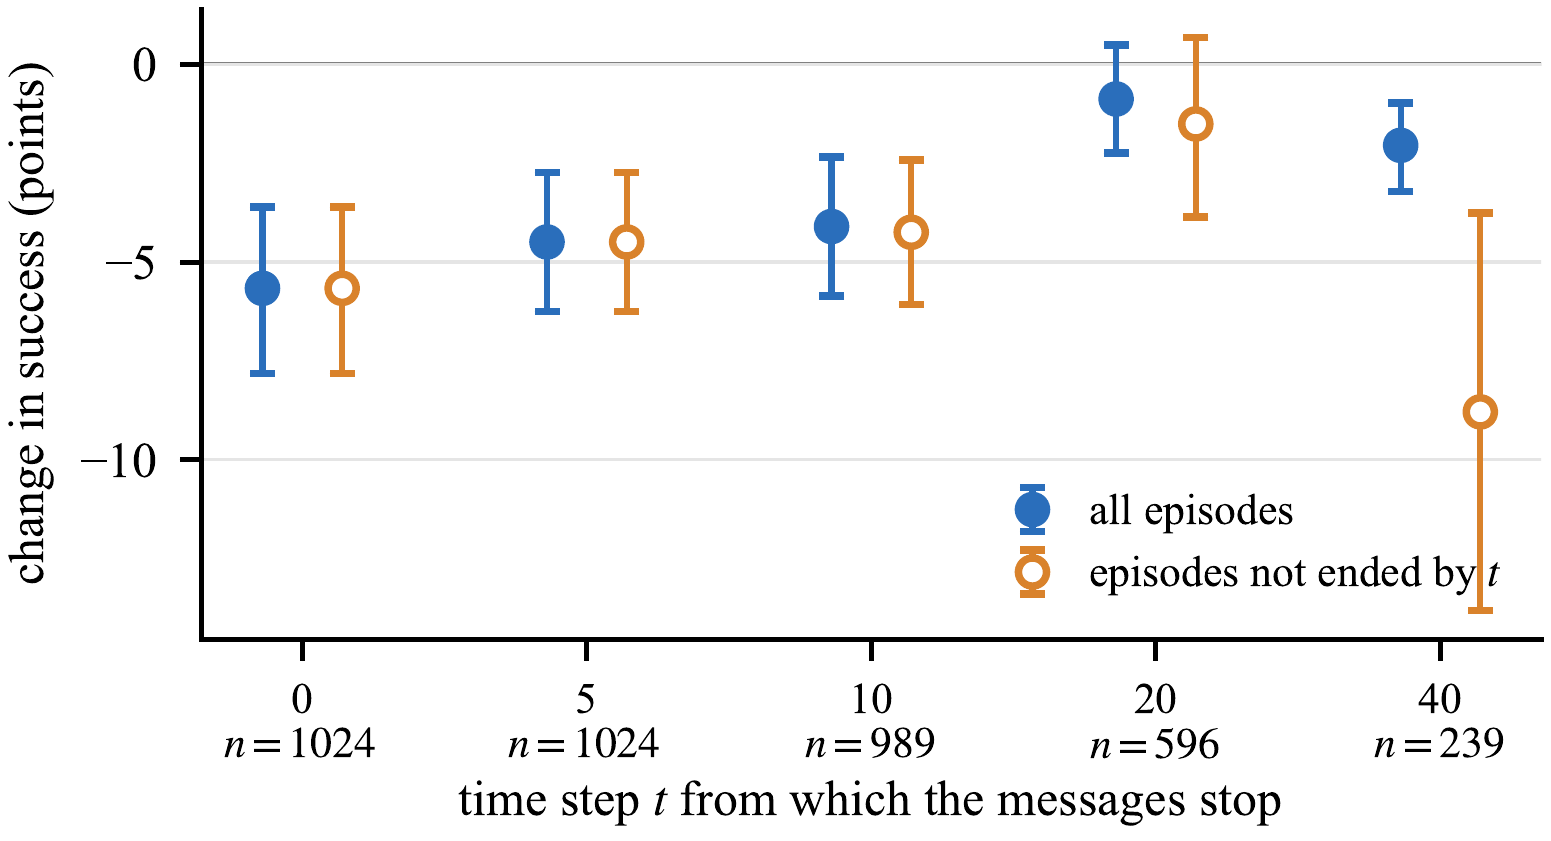 change in success (points)
0
−5
−10
all episodes
episodes not ended by t
0
5
10
20
40
n = 1024
n = 1024
n = 989
n = 596
n = 239
time step t from which the messages stop